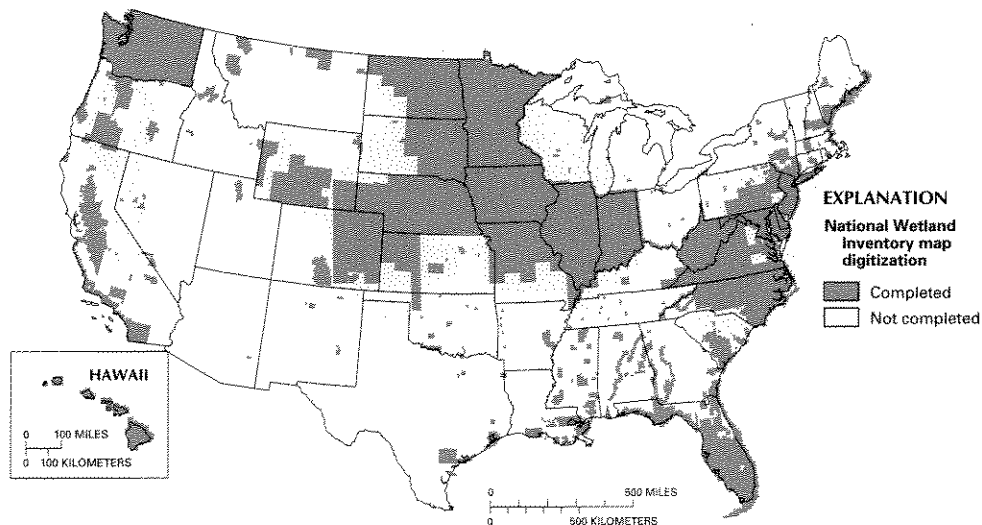 EXPLANATION
National Wetland
Inventory map
digitization
Completed
Not completed
HAWAII
0 100 MILES
0 100 KILOMETERS
0 500 MILES
0 500 KILOMETERS